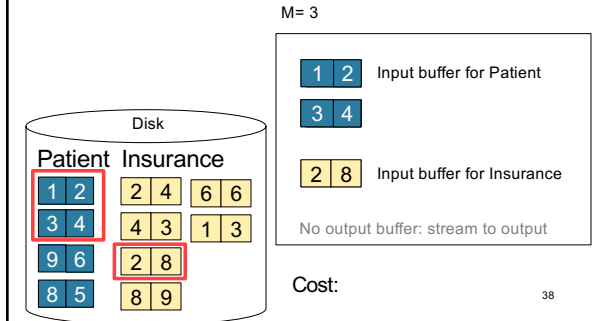 M= 3
1 2 Input buffer for Patient
3 4
2 8 Input buffer for Insurance
No output buffer: stream to output
Disk
Patient Insurance
1 2 2 4 6 6
3 4 4 3 1 3
9 6 2 8
8 5 8 9
Cost:
38